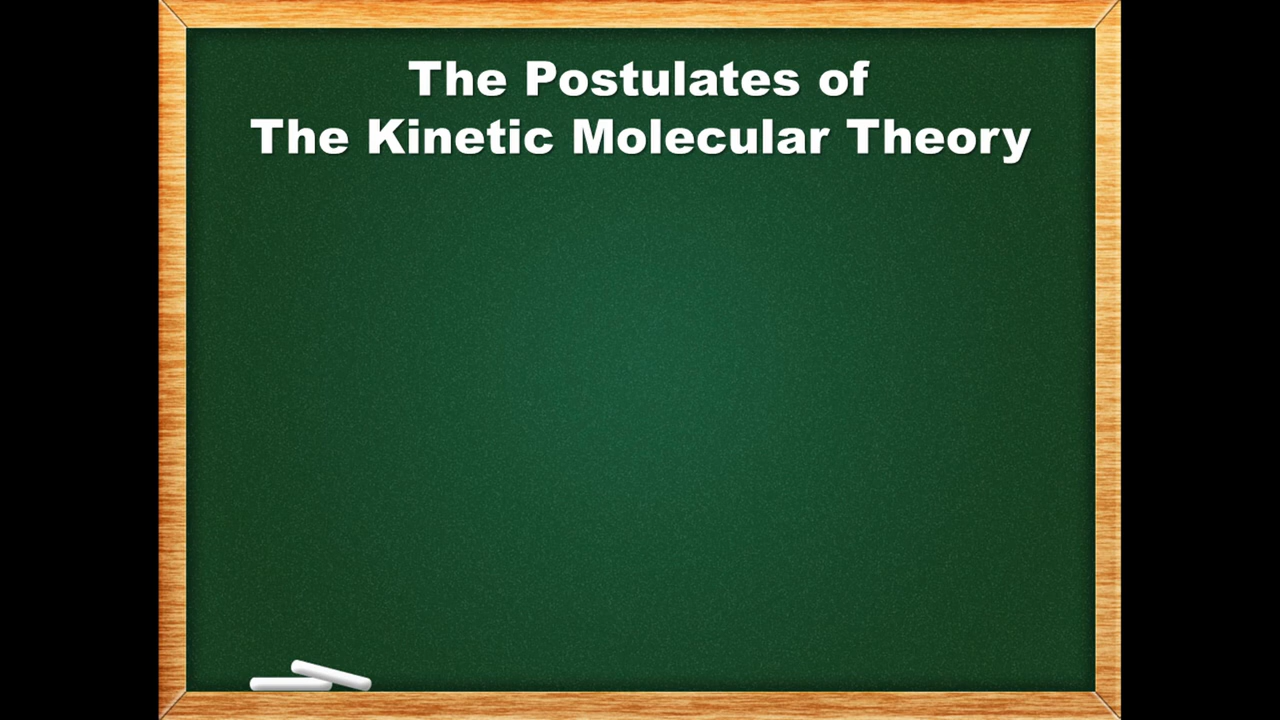 The Postulates of
The Kinetic Molecular Theory